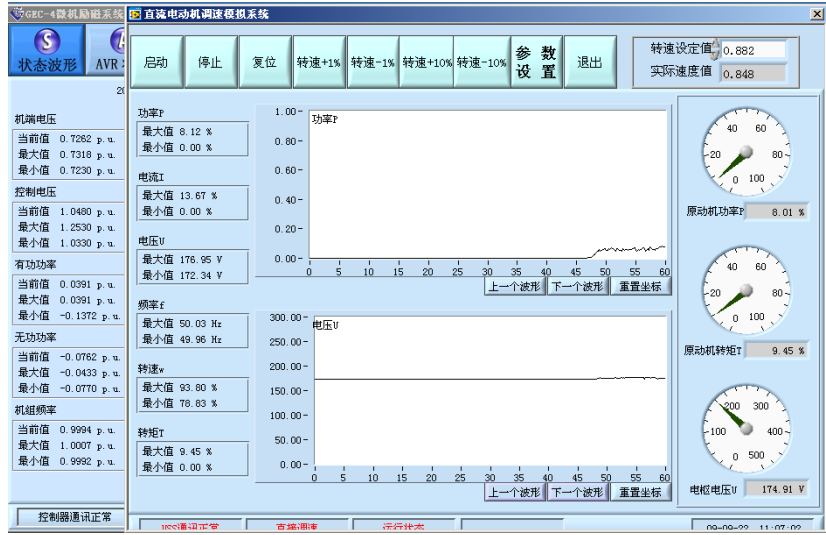 GEC-4微机励磁系统
直流电动机调速模拟系统
状态波形
AVR
启动
停止
复位
转速+1%
转速-1%
转速+10%
转速-10%
参 数
设 置
退出
转速设定值 0.882
实际速度值 0.848
机端电压
当前值 0.7262 p.u.
最大值 0.7318 p.u.
最小值 0.7230 p.u.
控制电压
当前值 1.0480 p.u.
最大值 1.2530 p.u.
最小值 1.0330 p.u.
有功功率
当前值 0.0391 p.u.
最大值 0.0391 p.u.
最小值 -0.1372 p.u.
无功功率
当前值 -0.0762 p.u.
最大值 -0.0433 p.u.
最小值 -0.0770 p.u.
机组频率
当前值 0.9994 p.u.
最大值 1.0007 p.u.
最小值 0.9992 p.u.
控制器通讯正常
功率P
最大值 8.12 %
最小值 0.00 %
电流I
最大值 13.67 %
最小值 0.00 %
电压U
最大值 176.95 V
最小值 172.34 V
频率f
最大值 50.03 Hz
最小值 49.96 Hz
转速w
最大值 93.80 %
最小值 78.83 %
转矩T
最大值 9.45 %
最小值 0.00 %
功率P
1.00
0.80
0.60
0.40
0.20
0.00
0 5 10 15 20 25 30 35 40 45 50 55 60
上一个波形 下一个波形 重置坐标
电压U
300.00
250.00
200.00
150.00
100.00
50.00
0.00
0 5 10 15 20 25 30 35 40 45 50 55 60
上一个波形 下一个波形 重置坐标
40 60
20 80
0 100
原动机功率P 8.01 %
40 60
20 80
0 100
原动机转矩T 9.45 %
200 300
100 400
0 500
电枢电压U 174.91 V
直接调速
运行状态
09-09-22 11:07:02